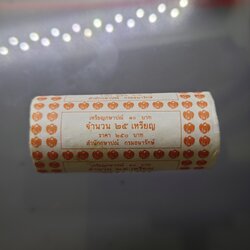 เหรียญกษาปณ์ ๑๐ บาท
จำนวน ๒๕ เหรียญ
ราคา ๒๕๐ บาท
สำนักกษาปณ์ กรมธนารักษ์